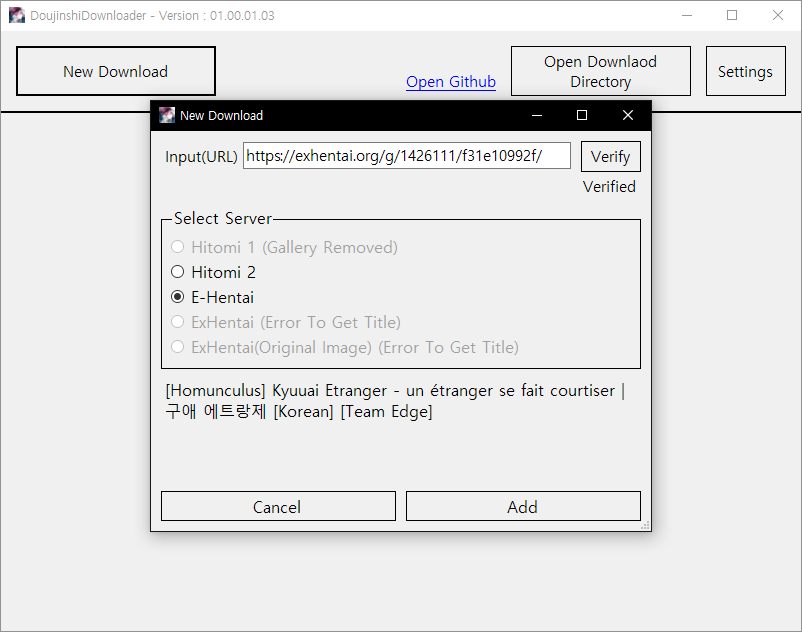 DoujinshiDownloader - Version : 01.00.01.03
New Download
Open Github
Open Downlaod
Directory
Settings
New Download
Input(URL) https://exhentai.org/g/1426111/f31e10992f/ Verify
Verified
Select Server
Hitomi 1 (Gallery Removed)
Hitomi 2
E-Hentai
ExHentai (Error To Get Title)
ExHentai(Original Image) (Error To Get Title)
[Homunculus] Kyuuai Etranger - un étranger se fait courtiser |
구애 에트랑제 [Korean] [Team Edge]
Cancel
Add